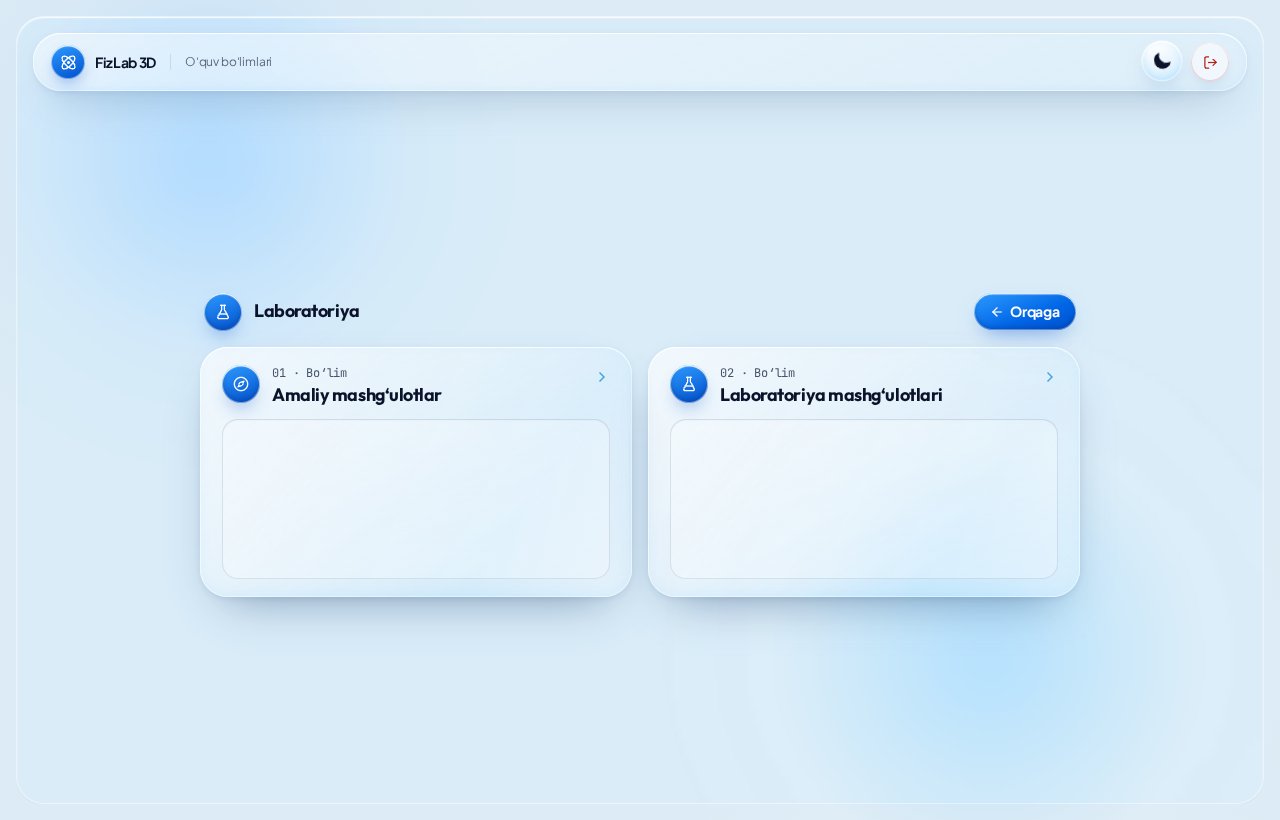 FizLab 3D
O'quv bo'limlari
Laboratoriya
Orqaga
01 · Bo‘lim
Amaliy mashg‘ulotlar
02 · Bo‘lim
Laboratoriya mashg‘ulotlari